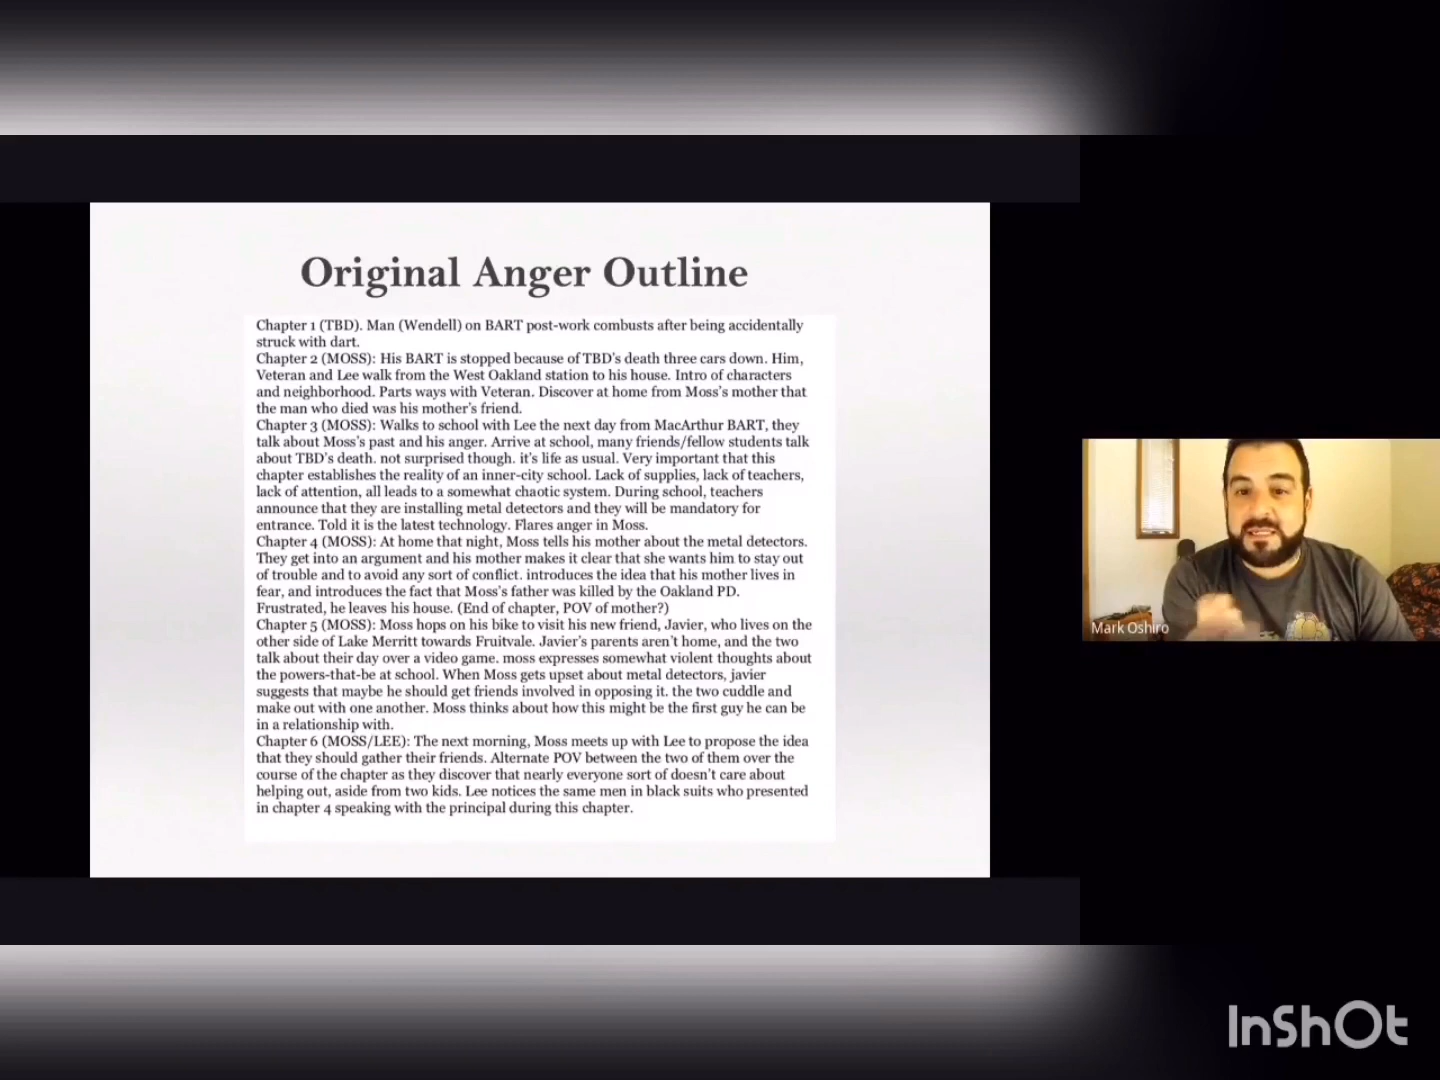 Original Anger Outline
Chapter 1 (TBD). Man (Wendell) on BART post-work combusts after being accidentally
struck with dart.
Chapter 2 (MOSS): His BART is stopped because of TBD's death three cars down. Him,
Veteran and Lee walk from the West Oakland station to his house. Intro of characters
and neighborhood. Parts ways with Veteran. Discover at home from Moss's mother that
the man who died was his mother's friend.
Chapter 3 (MOSS): Walks to school with Lee the next day from MacArthur BART, they
talk about Moss's past and his anger. Arrive at school, many friends/fellow students talk
about TBD's death. not surprised though. it's life as usual. Very important that this
chapter establishes the reality of an inner-city school. Lack of supplies, lack of teachers,
lack of attention, all leads to a somewhat chaotic system. During school, teachers
announce that they are installing metal detectors and they will be mandatory for
entrance. Told it is the latest technology. Flares anger in Moss.
Chapter 4 (MOSS): At home that night, Moss tells his mother about the metal detectors.
They get into an argument and his mother makes it clear that she wants him to stay out
of trouble and to avoid any sort of conflict. introduces the idea that his mother lives in
fear, and introduces the fact that Moss's father was killed by the Oakland PD.
Frustrated, he leaves his house. (End of chapter, POV of mother?)
Chapter 5 (MOSS): Moss hops on his bike to visit his new friend, Javier, who lives on the
other side of Lake Merritt towards Fruitvale. Javier's parents aren't home, and the two
talk about their day over a video game. moss expresses somewhat violent thoughts about
the powers-that-be at school. When Moss gets upset about metal detectors, javier
suggests that maybe he should get friends involved in opposing it. the two cuddle and
make out with one another. Moss thinks about how this might be the first guy he can be
in a relationship with.
Chapter 6 (MOSS/LEE): The next morning, Moss meets up with Lee to propose the idea
that they should gather their friends. Alternate POV between the two of them over the
course of the chapter as they discover that nearly everyone sort of doesn't care about
helping out, aside from two kids. Lee notices the same men in black suits who presented
in chapter 4 speaking with the principal during this chapter.
Mark Oshiro
InShOt